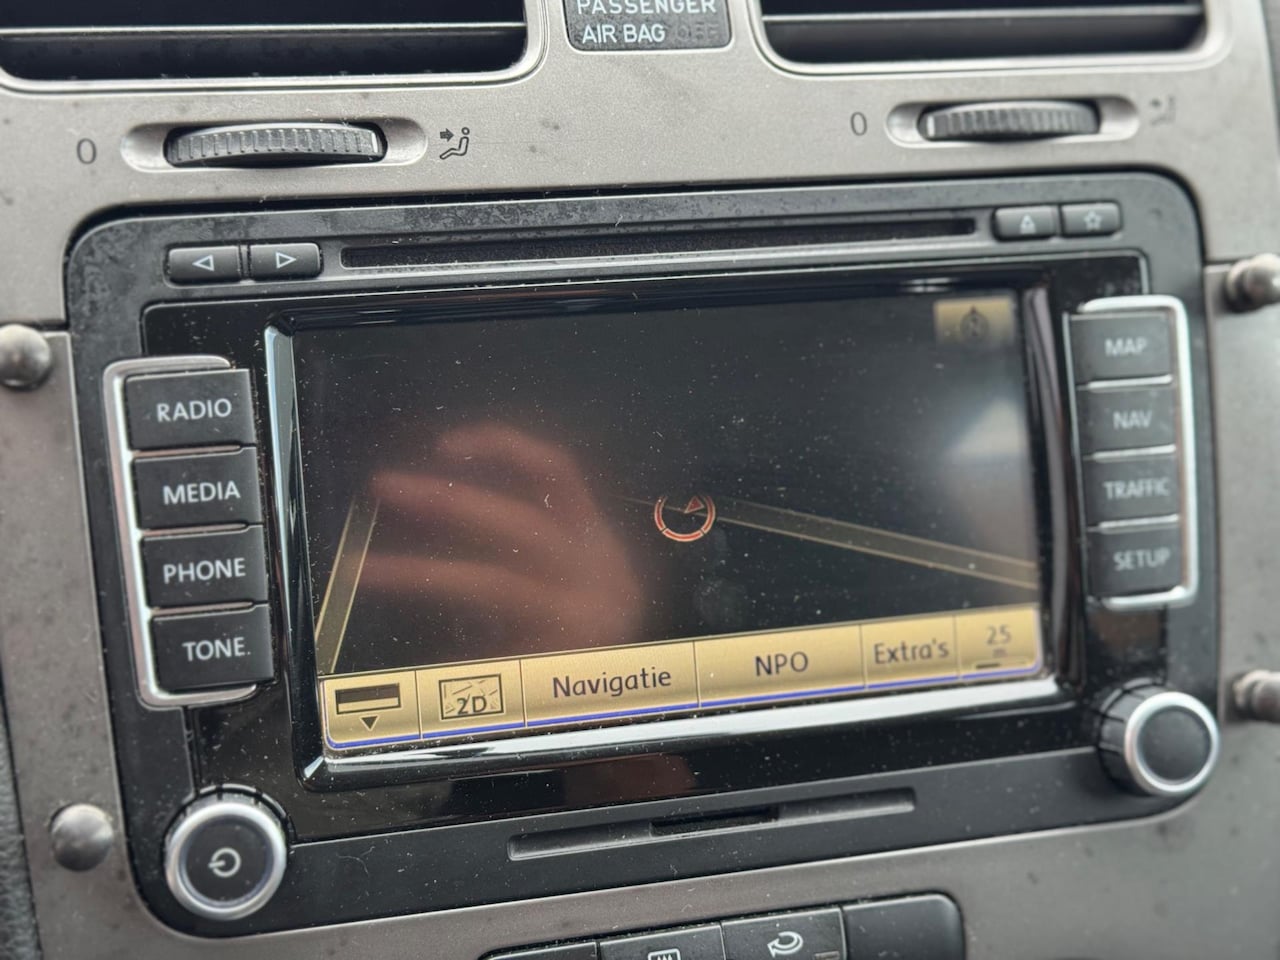 PASSENGER
AIR BAG OFF
0
0
RADIO
MEDIA
PHONE
TONE.
MAP
NAV
TRAFFIC
SETUP
2D
Navigatie
NPO
Extra's
25
m